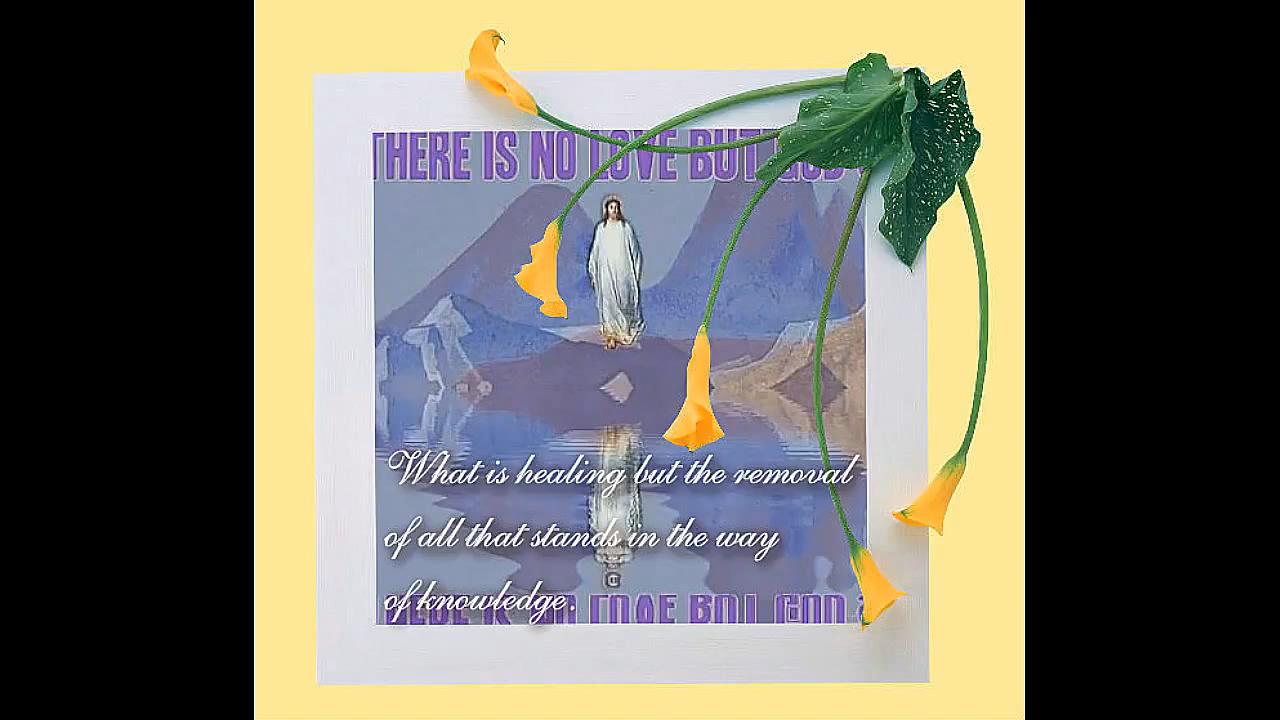 THERE IS NO LOVE BUT GOD
What is healing but the removal
of all that stands in the way
of knowledge.